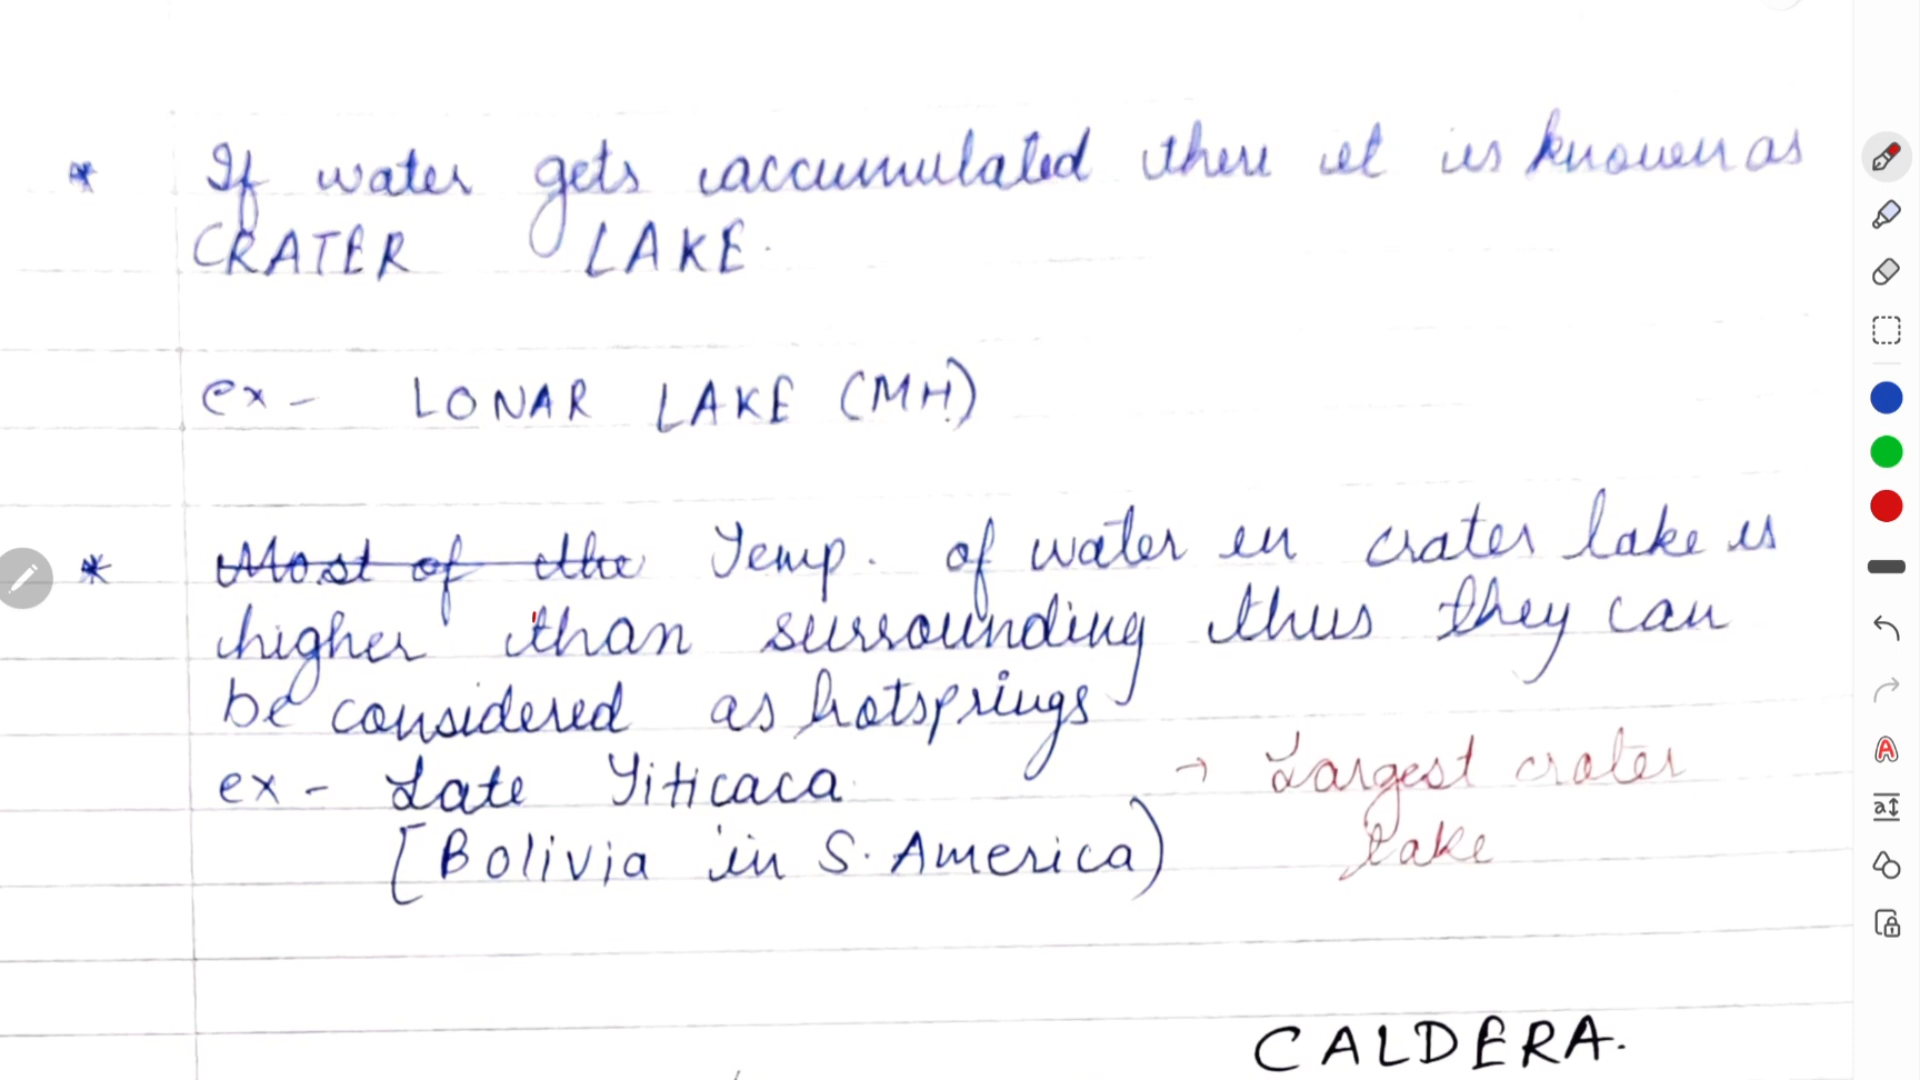 * If water gets accumulated there it is known as
CRATER LAKE.
ex - LONAR LAKE (MH)
* Most of the Temp. of water in crater lake is
higher than surrounding thus they can
be considered as hotsprings
ex - Late Titicaca → Largest crater
[Bolivia in S. America) lake
CALDERA.